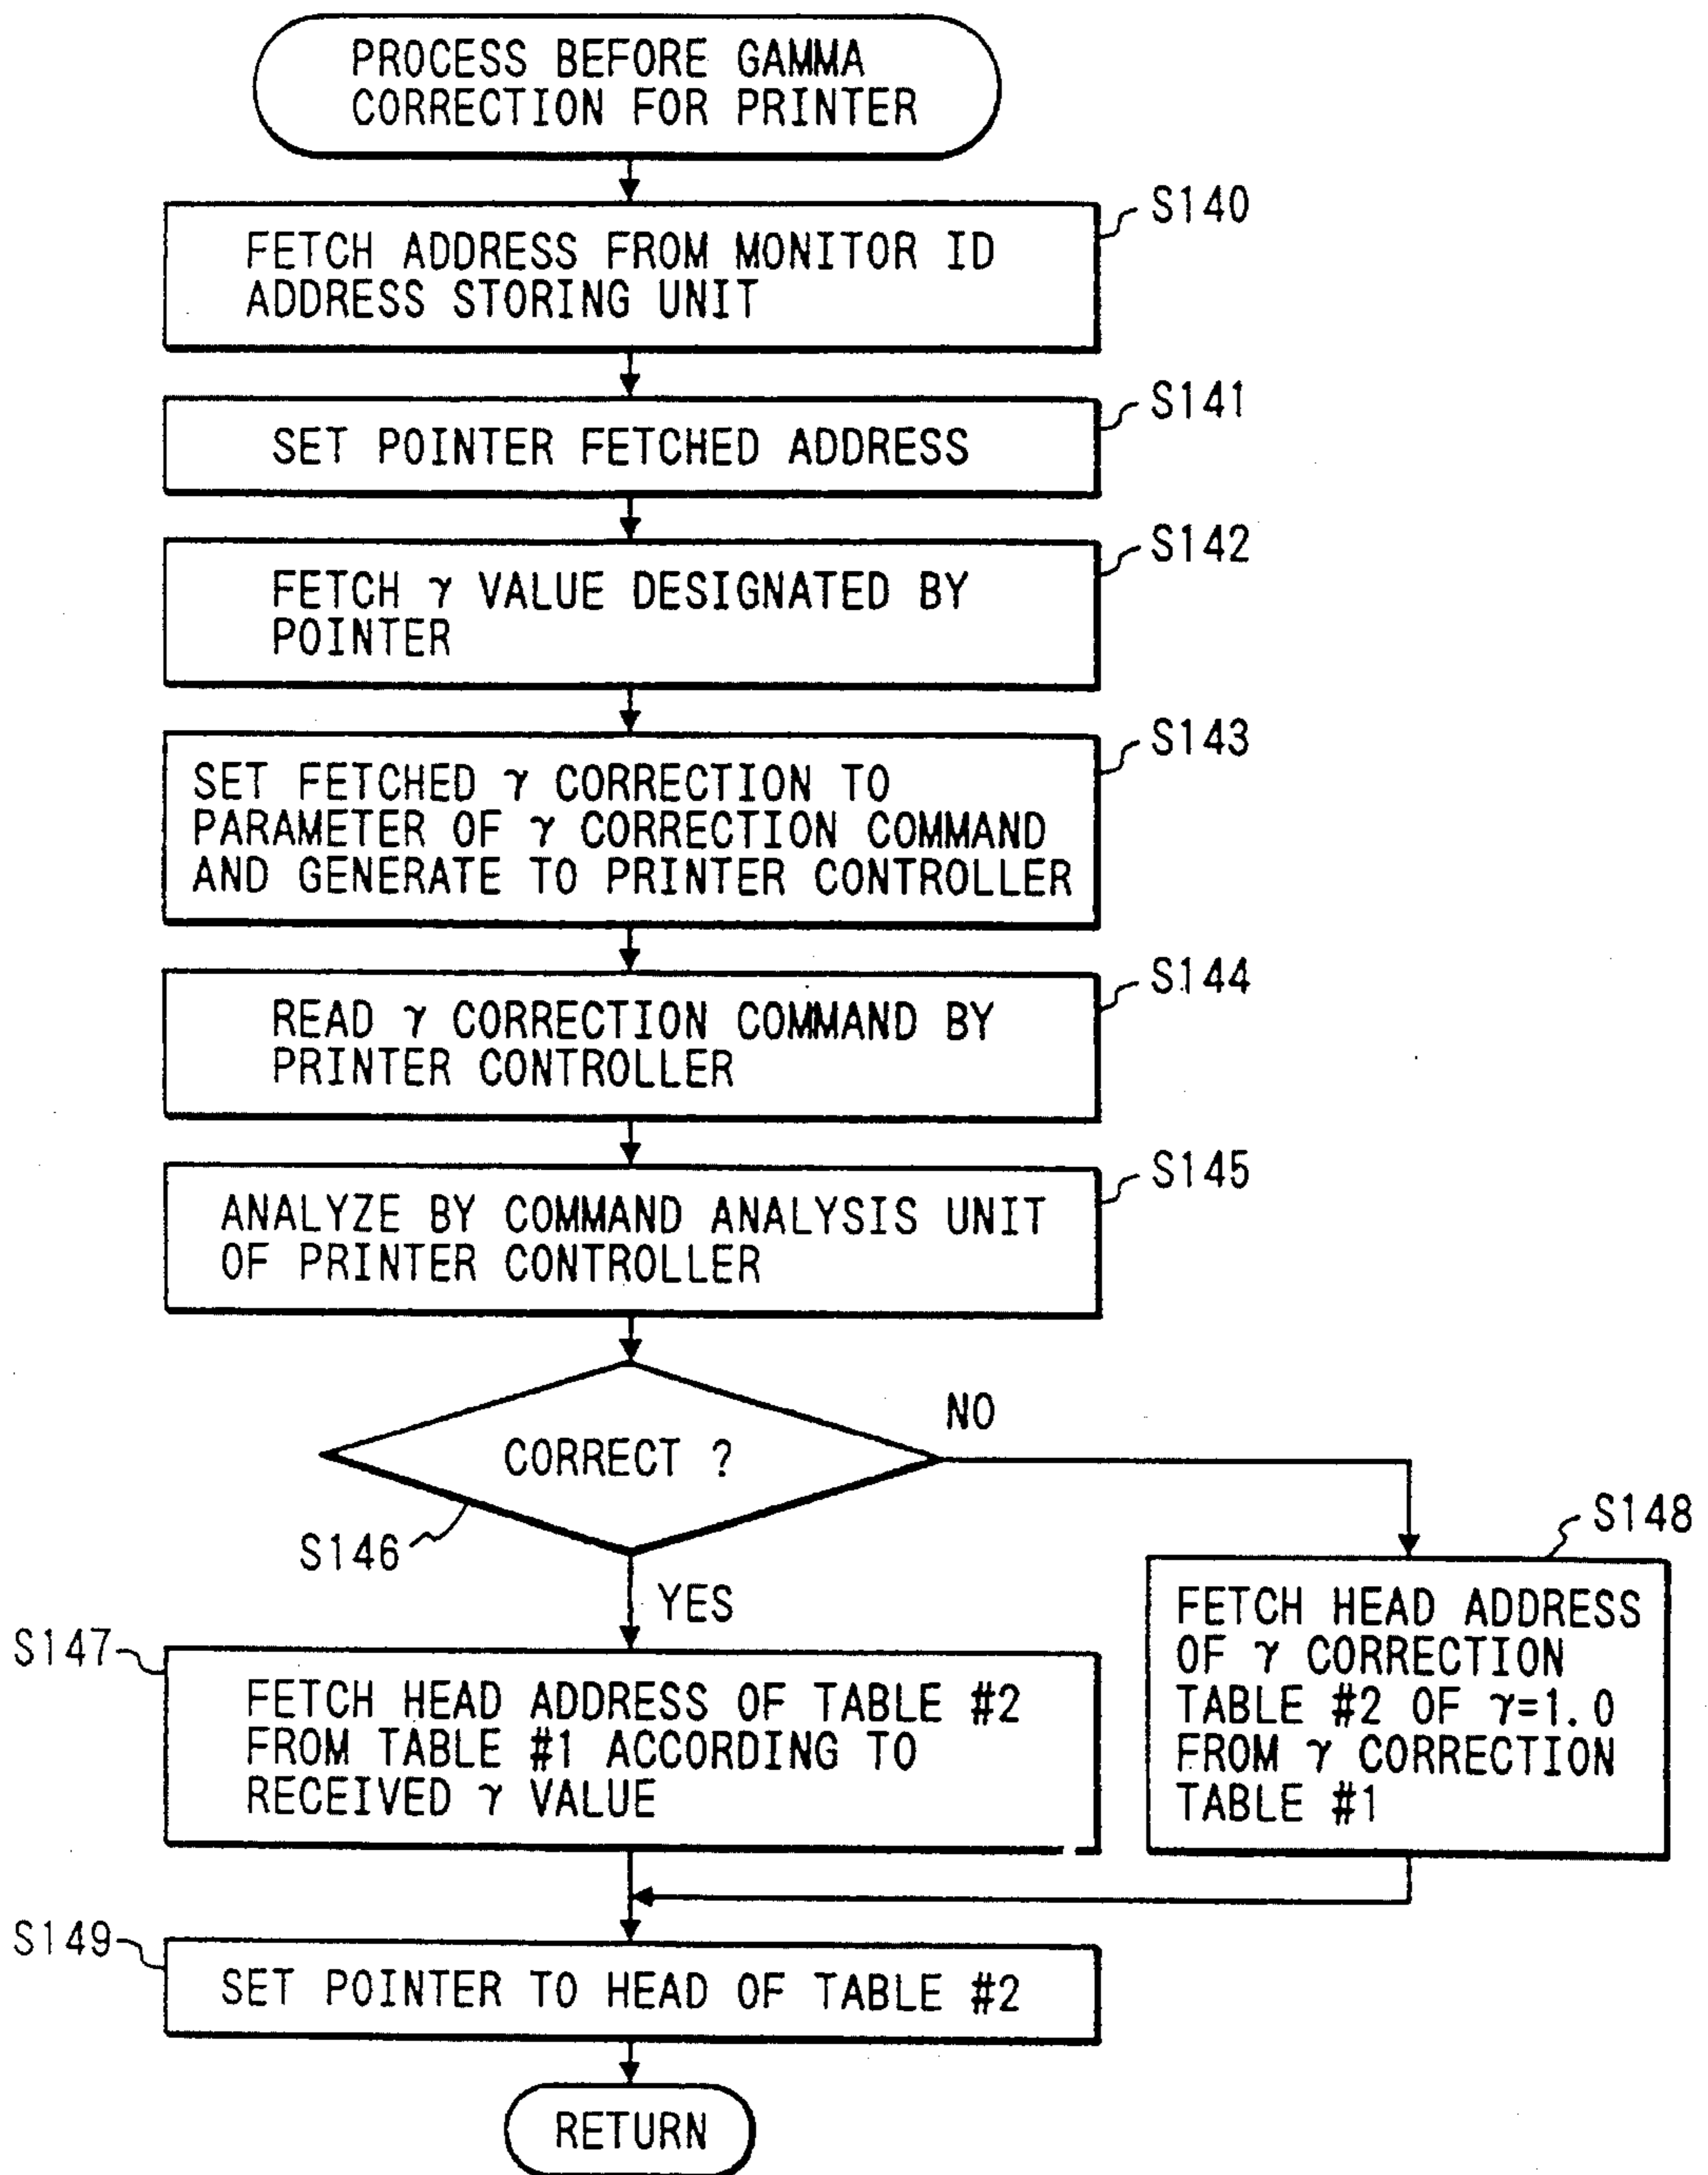 PROCESS BEFORE GAMMA
CORRECTION FOR PRINTER
S140
FETCH ADDRESS FROM MONITOR ID
ADDRESS STORING UNIT
S141
SET POINTER FETCHED ADDRESS
S142
FETCH γ VALUE DESIGNATED BY
POINTER
S143
SET FETCHED γ CORRECTION TO
PARAMETER OF γ CORRECTION COMMAND
AND GENERATE TO PRINTER CONTROLLER
S144
READ γ CORRECTION COMMAND BY
PRINTER CONTROLLER
S145
ANALYZE BY COMMAND ANALYSIS UNIT
OF PRINTER CONTROLLER
NO
CORRECT ?
S146
YES
S148
FETCH HEAD ADDRESS
OF γ CORRECTION
TABLE #2 OF γ=1.0
FROM γ CORRECTION
TABLE #1
S147
FETCH HEAD ADDRESS OF TABLE #2
FROM TABLE #1 ACCORDING TO
RECEIVED γ VALUE
S149
SET POINTER TO HEAD OF TABLE #2
RETURN